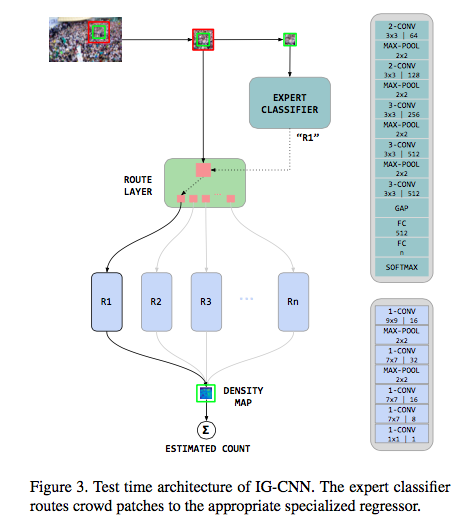 EXPERT
CLASSIFIER
"R1"
ROUTE
LAYER
R1
R2
R3
...
Rn
DENSITY
MAP
Σ
ESTIMATED COUNT
2-CONV
3x3 | 64
MAX-POOL
2x2
2-CONV
3x3 | 128
MAX-POOL
2x2
3-CONV
3x3 | 256
MAX-POOL
2x2
3-CONV
3x3 | 512
MAX-POOL
2x2
3-CONV
3x3 | 512
GAP
FC
512
FC
n
SOFTMAX
1-CONV
9x9 | 16
MAX-POOL
2x2
1-CONV
7x7 | 32
MAX-POOL
2x2
1-CONV
7x7 | 16
1-CONV
7x7 | 8
1-CONV
1x1 | 1
Figure 3. Test time architecture of IG-CNN. The expert classifier
routes crowd patches to the appropriate specialized regressor.